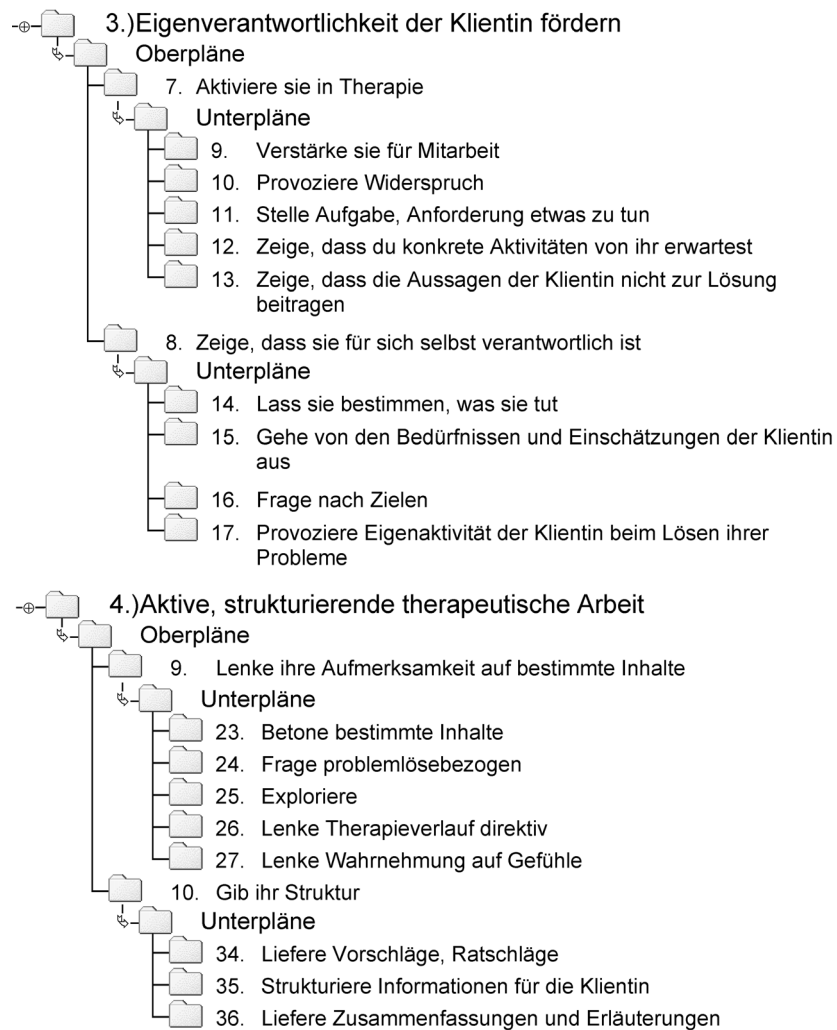 3.)Eigenverantwortlichkeit der Klientin fördern
Oberpläne
7. Aktiviere sie in Therapie
Unterpläne
9. Verstärke sie für Mitarbeit
10. Provoziere Widerspruch
11. Stelle Aufgabe, Anforderung etwas zu tun
12. Zeige, dass du konkrete Aktivitäten von ihr erwartest
13. Zeige, dass die Aussagen der Klientin nicht zur Lösung
beitragen
8. Zeige, dass sie für sich selbst verantwortlich ist
Unterpläne
14. Lass sie bestimmen, was sie tut
15. Gehe von den Bedürfnissen und Einschätzungen der Klientin
aus
16. Frage nach Zielen
17. Provoziere Eigenaktivität der Klientin beim Lösen ihrer
Probleme
4.)Aktive, strukturierende therapeutische Arbeit
Oberpläne
9. Lenke ihre Aufmerksamkeit auf bestimmte Inhalte
Unterpläne
23. Betone bestimmte Inhalte
24. Frage problemlösebezogen
25. Exploriere
26. Lenke Therapieverlauf direktiv
27. Lenke Wahrnehmung auf Gefühle
10. Gib ihr Struktur
Unterpläne
34. Liefere Vorschläge, Ratschläge
35. Strukturiere Informationen für die Klientin
36. Liefere Zusammenfassungen und Erläuterungen